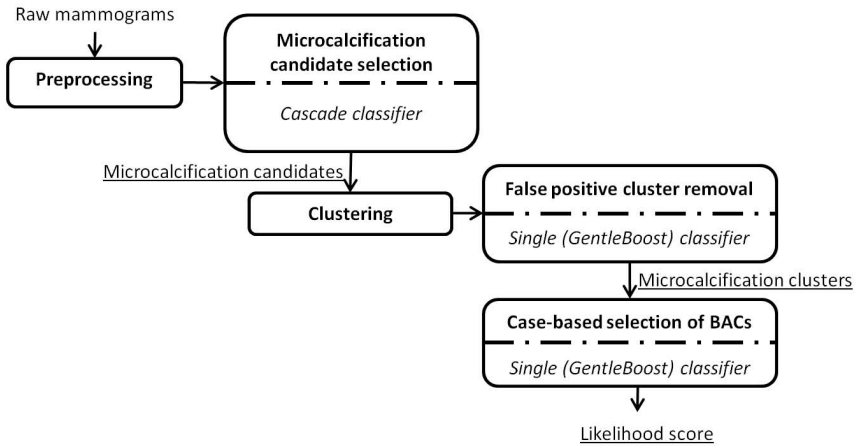 Raw mammograms
Preprocessing
Microcalcification
candidate selection
Cascade classifier
Microcalcification candidates
Clustering
False positive cluster removal
Single (GentleBoost) classifier
Microcalcification clusters
Case-based selection of BACs
Single (GentleBoost) classifier
Likelihood score